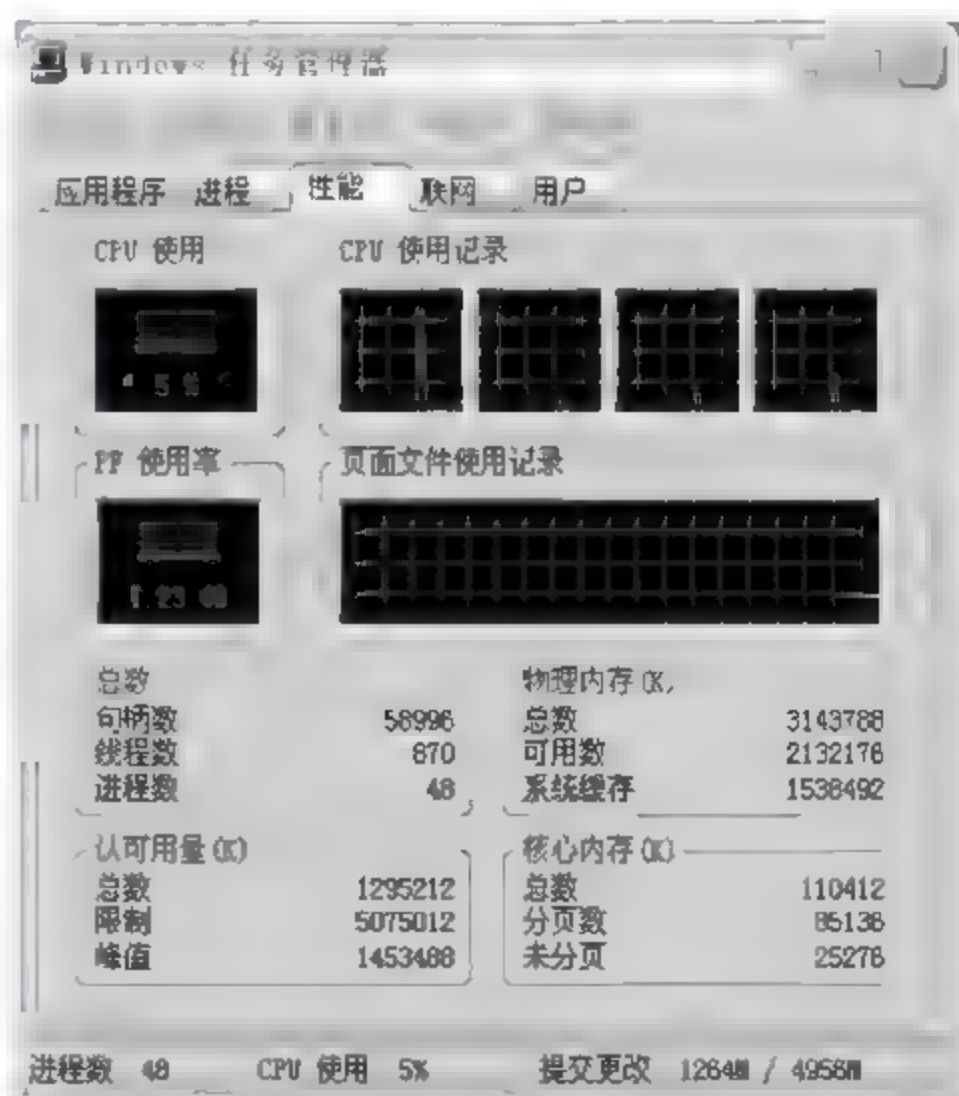 Windows 任务管理器
应用程序 进程 性能 联网 用户
CPU 使用 CPU 使用记录
5 %
PF 使用率 页面文件使用记录
总数 物理内存(K)
句柄数 58996 总数 3143788
线程数 870 可用数 2132176
进程数 48 系统缓存 1538492
认可用量(K) 核心内存(K)
总数 1295212 总数 110412
限制 5075012 分页数 85136
峰值 1453488 未分页 25276
进程数 48 CPU 使用 5% 提交更改 1264M / 4956M